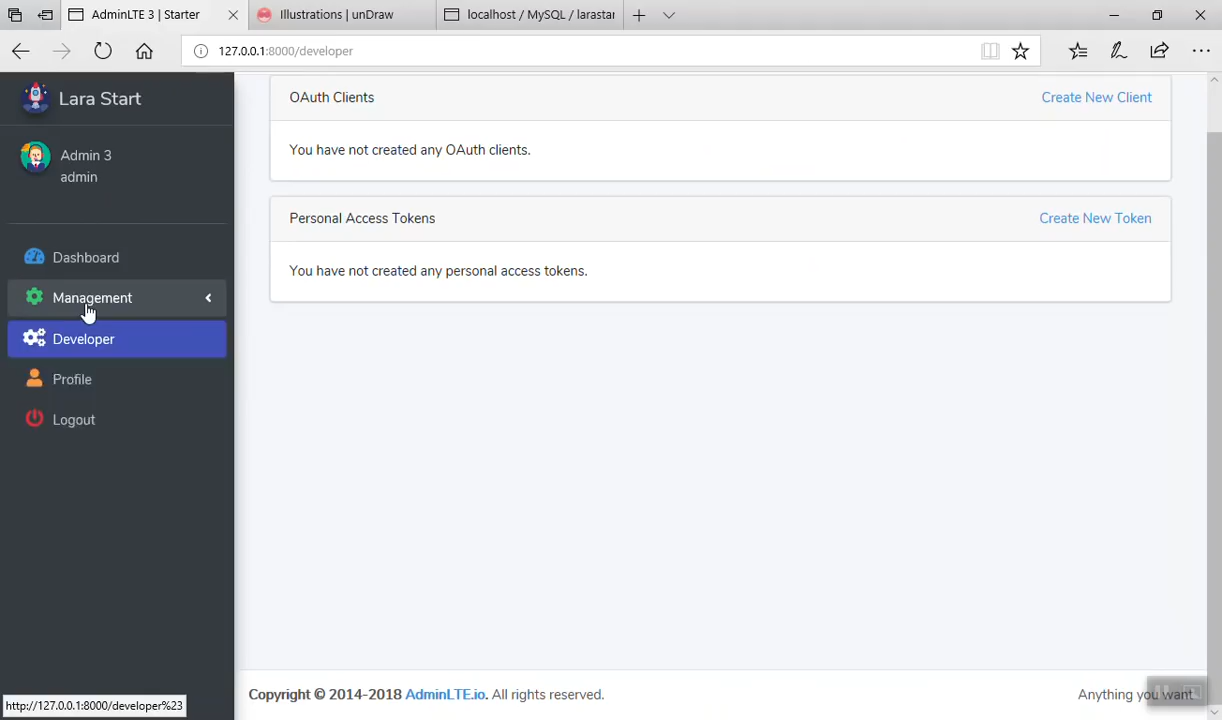 AdminLTE 3 | Starter
Illustrations | unDraw
localhost / MySQL / larastar
127.0.0.1:8000/developer
Lara Start
Admin 3
admin
Dashboard
Management
Developer
Profile
Logout
OAuth Clients
Create New Client
You have not created any OAuth clients.
Personal Access Tokens
Create New Token
You have not created any personal access tokens.
Copyright © 2014-2018 AdminLTE.io. All rights reserved.
Anything you want
http://127.0.0.1:8000/developer%23